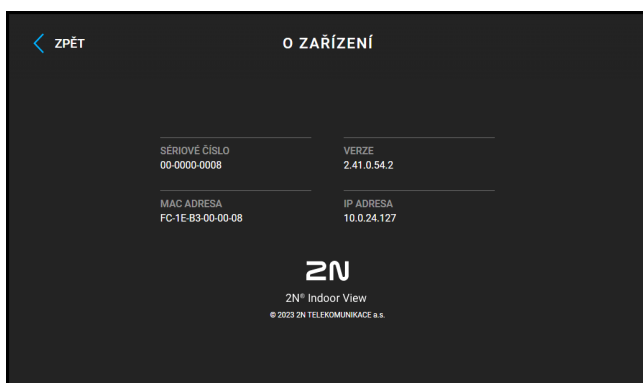 ZPĚT
O ZAŘÍZENÍ
SÉRIOVÉ ČÍSLO
00-0000-0008
VERZE
2.41.0.54.2
MAC ADRESA
FC-1E-B3-00-00-08
IP ADRESA
10.0.24.127
2N
2N® Indoor View
© 2023 2N TELEKOMUNIKACE a.s.